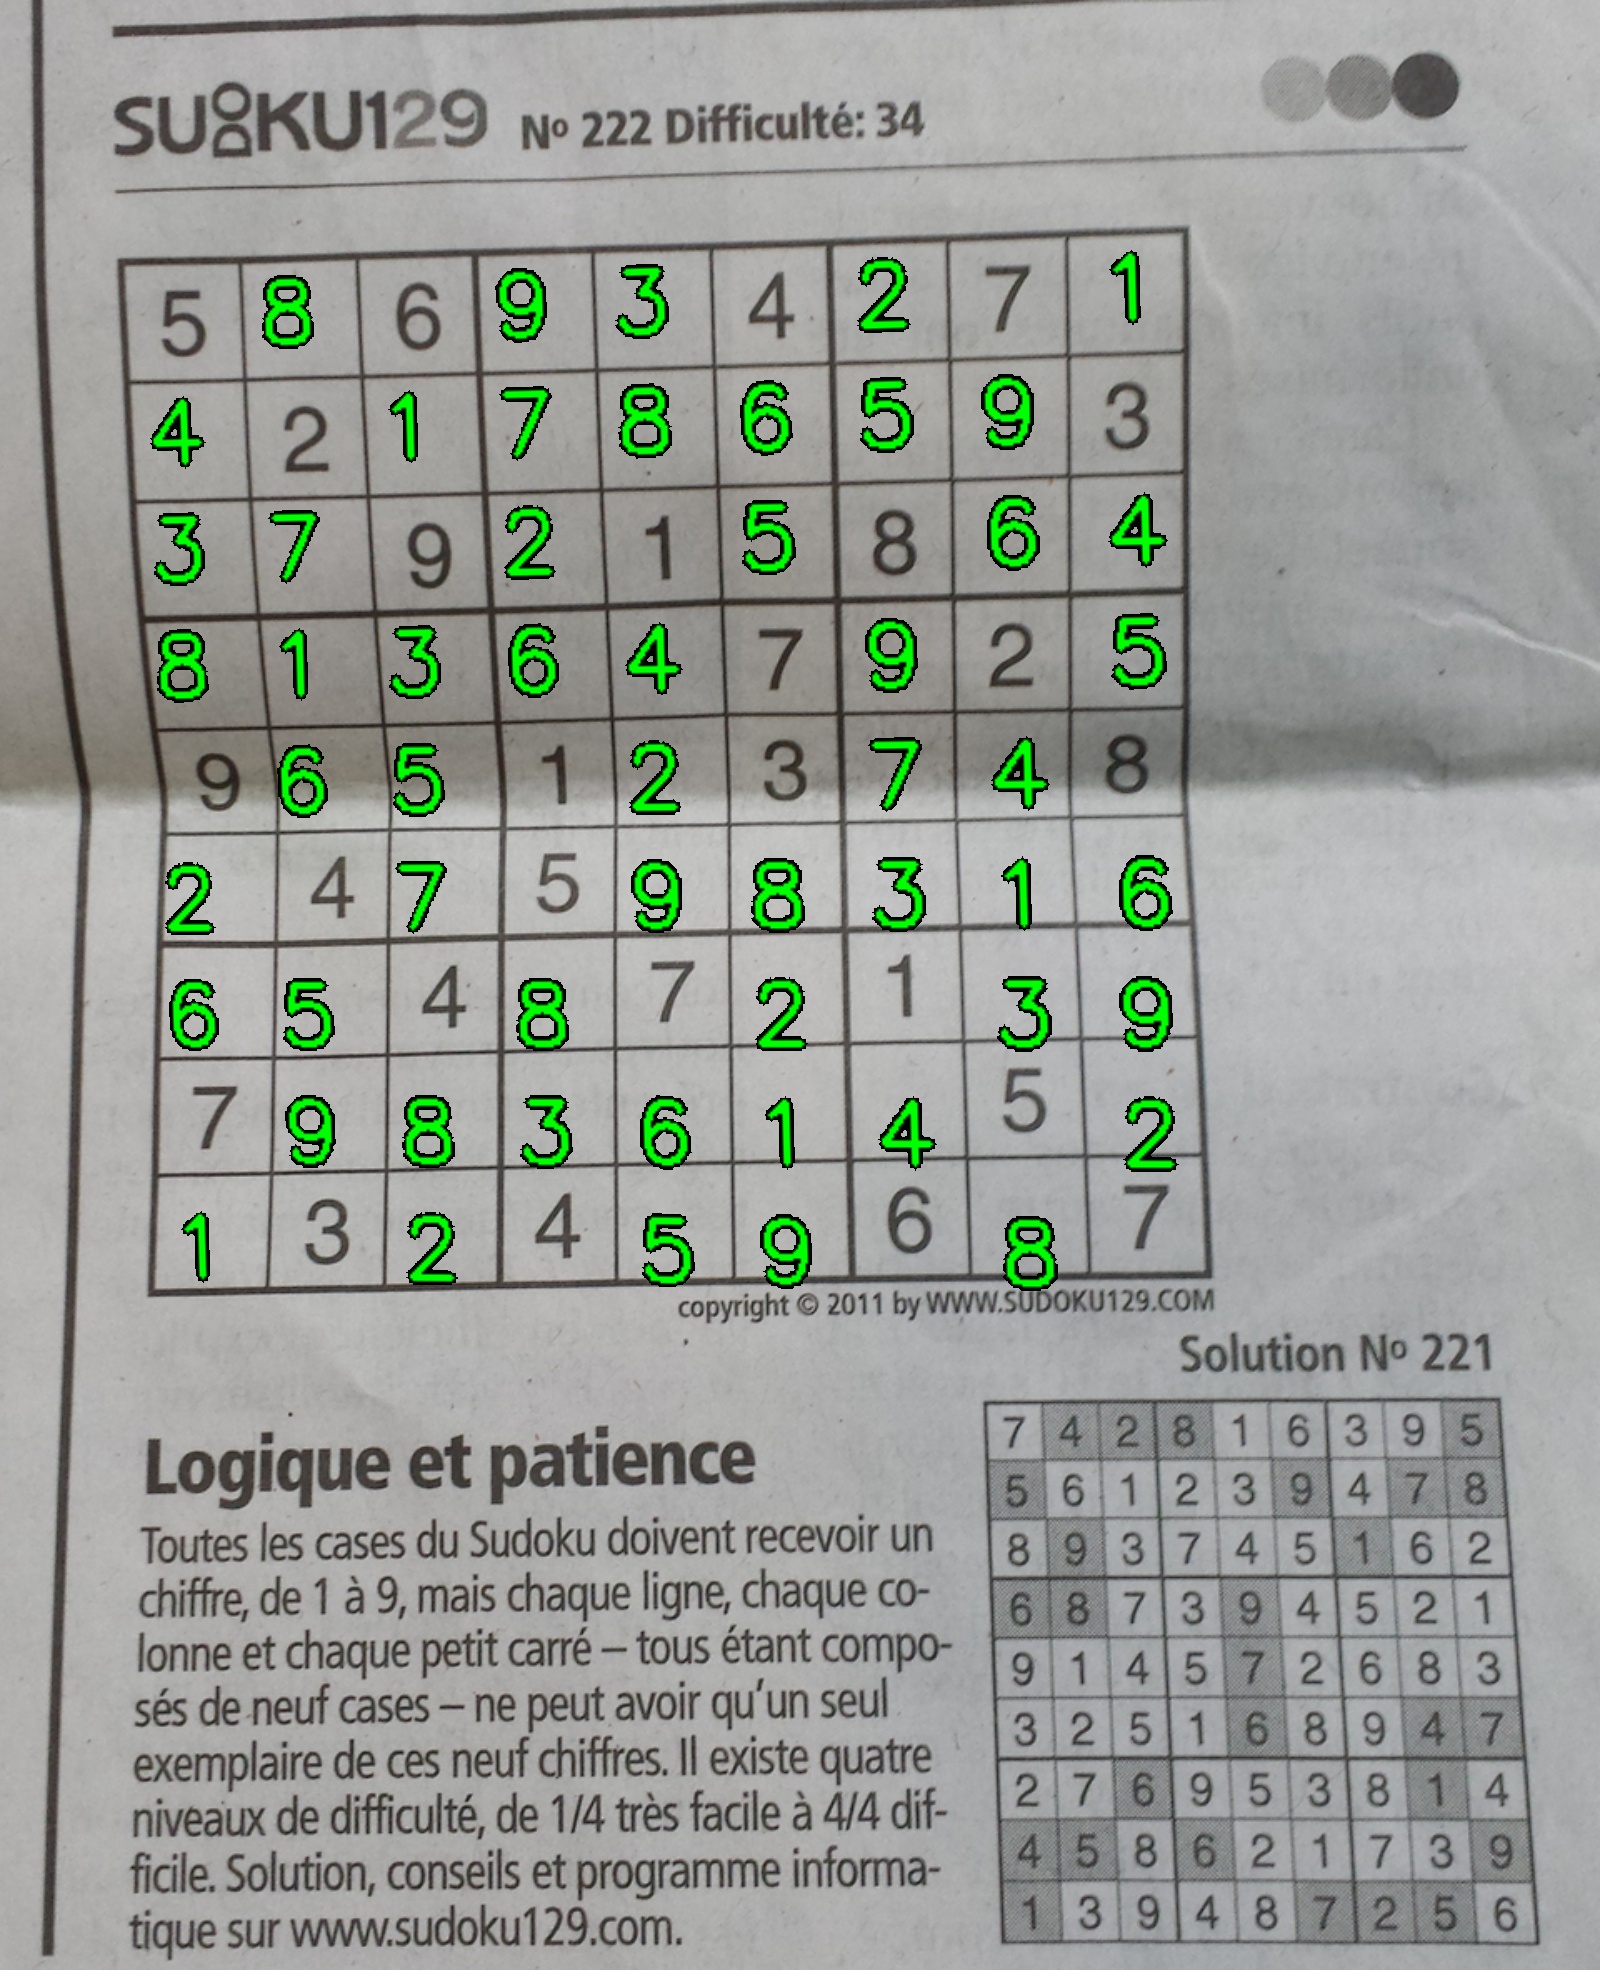 SUDOKU129 No 222 Difficulté: 34
5 8 6 9 3 4 2 7 1
4 2 1 7 8 6 5 9 3
3 7 9 2 1 5 8 6 4
8 1 3 6 4 7 9 2 5
9 6 5 1 2 3 7 4 8
2 4 7 5 9 8 3 1 6
6 5 4 8 7 2 1 3 9
7 9 8 3 6 1 4 5 2
1 3 2 4 5 9 6 8 7
copyright © 2011 by WWW.SUDOKU129.COM
Solution No 221
7 4 2 8 1 6 3 9 5
5 6 1 2 3 9 4 7 8
8 9 3 7 4 5 1 6 2
6 8 7 3 9 4 5 2 1
9 1 4 5 7 2 6 8 3
3 2 5 1 6 8 9 4 7
2 7 6 9 5 3 8 1 4
4 5 8 6 2 1 7 3 9
1 3 9 4 8 7 2 5 6
Logique et patience
Toutes les cases du Sudoku doivent recevoir un
chiffre, de 1 à 9, mais chaque ligne, chaque co-
lonne et chaque petit carré – tous étant compo-
sés de neuf cases – ne peut avoir qu'un seul
exemplaire de ces neuf chiffres. Il existe quatre
niveaux de difficulté, de 1/4 très facile à 4/4 dif-
ficile. Solution, conseils et programme informa-
tique sur www.sudoku129.com.